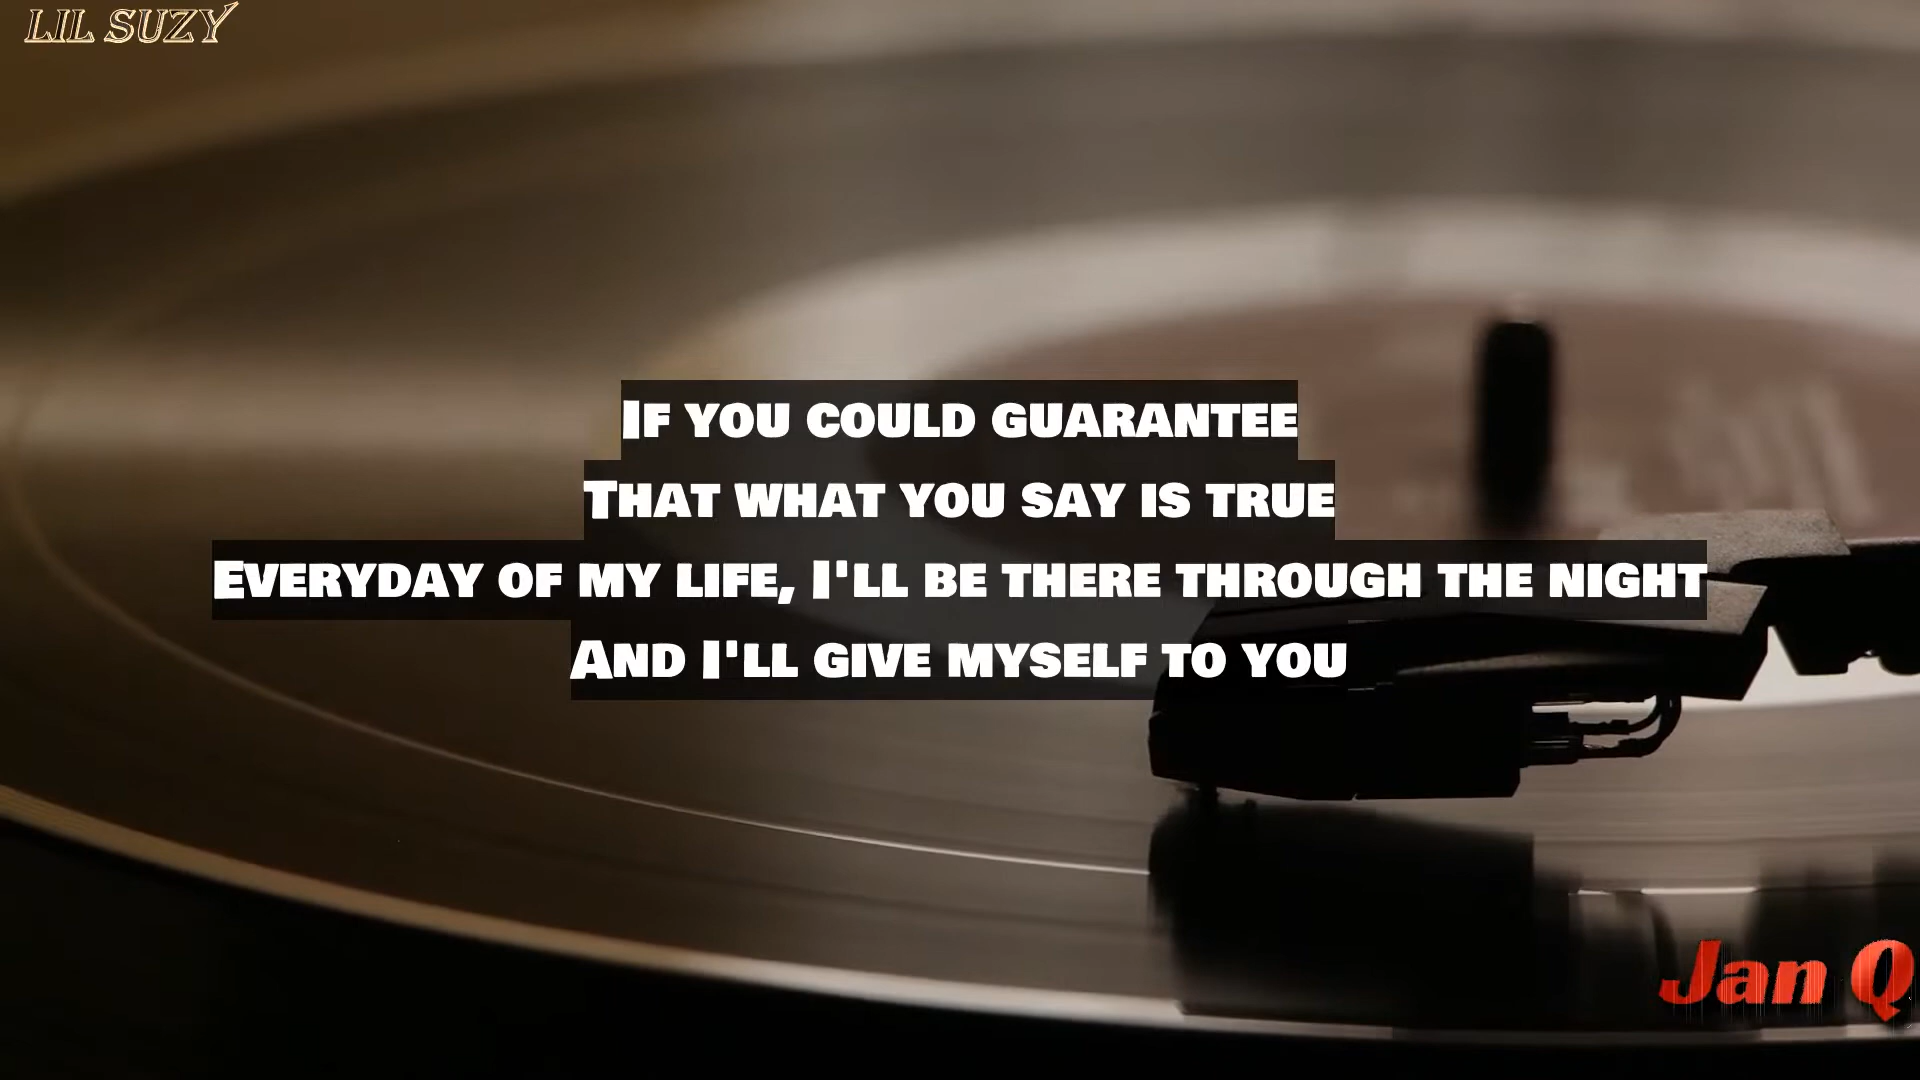 LIL SUZY
If you could guarantee
That what you say is true
Everyday of my life, I'll be there through the night
And I'll give myself to you
Jan Q